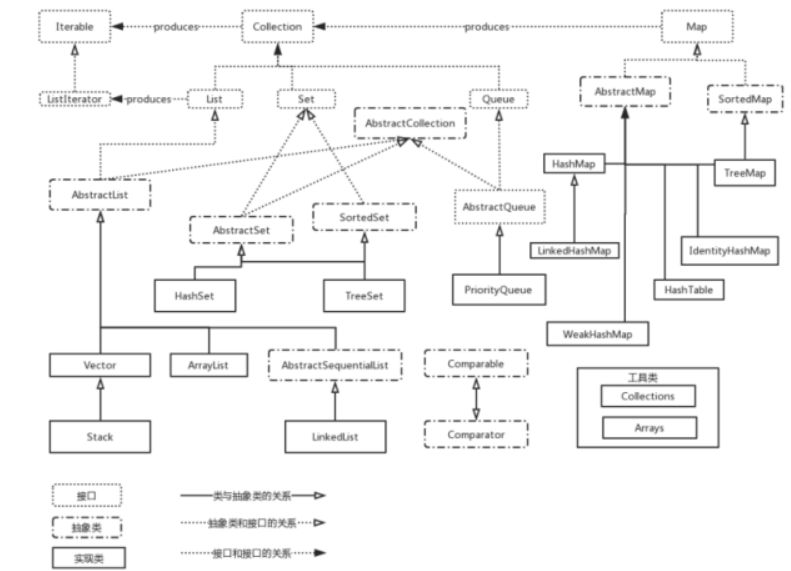 Iterable
produces
Collection
produces
Map
ListIterator
produces
List
Set
Queue
AbstractMap
SortedMap
AbstractCollection
HashMap
TreeMap
AbstractList
AbstractSet
SortedSet
AbstractQueue
LinkedHashMap
IdentityHashMap
HashSet
TreeSet
PriorityQueue
HashTable
WeakHashMap
Vector
ArrayList
AbstractSequentialList
Comparable
工具类
Collections
Arrays
Stack
LinkedList
Comparator
接口
类与抽象类的关系
抽象类
抽象类和接口的关系
实现类
接口和接口的关系